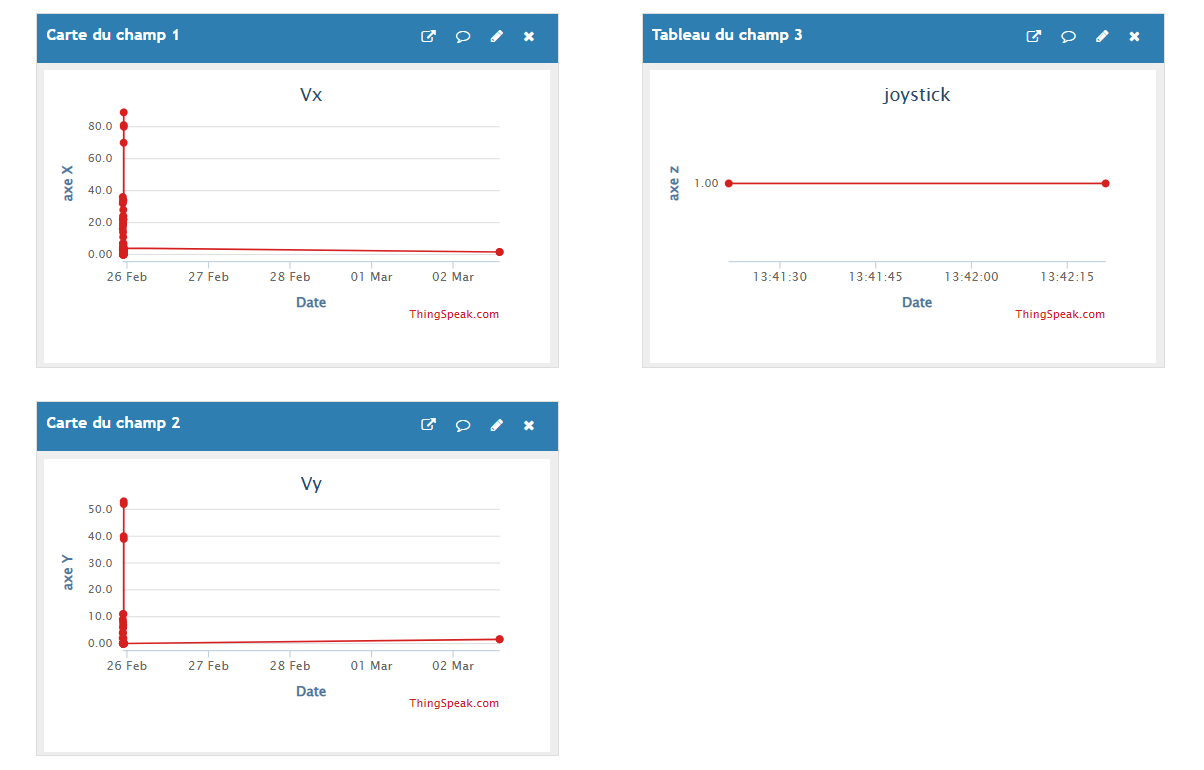 Carte du champ 1
Vx
axe X
80.0
60.0
40.0
20.0
0.00
26 Feb 27 Feb 28 Feb 01 Mar 02 Mar
Date
ThingSpeak.com
Tableau du champ 3
joystick
axe z
1.00
13:41:30 13:41:45 13:42:00 13:42:15
Date
ThingSpeak.com
Carte du champ 2
Vy
axe Y
50.0
40.0
30.0
20.0
10.0
0.00
26 Feb 27 Feb 28 Feb 01 Mar 02 Mar
Date
ThingSpeak.com